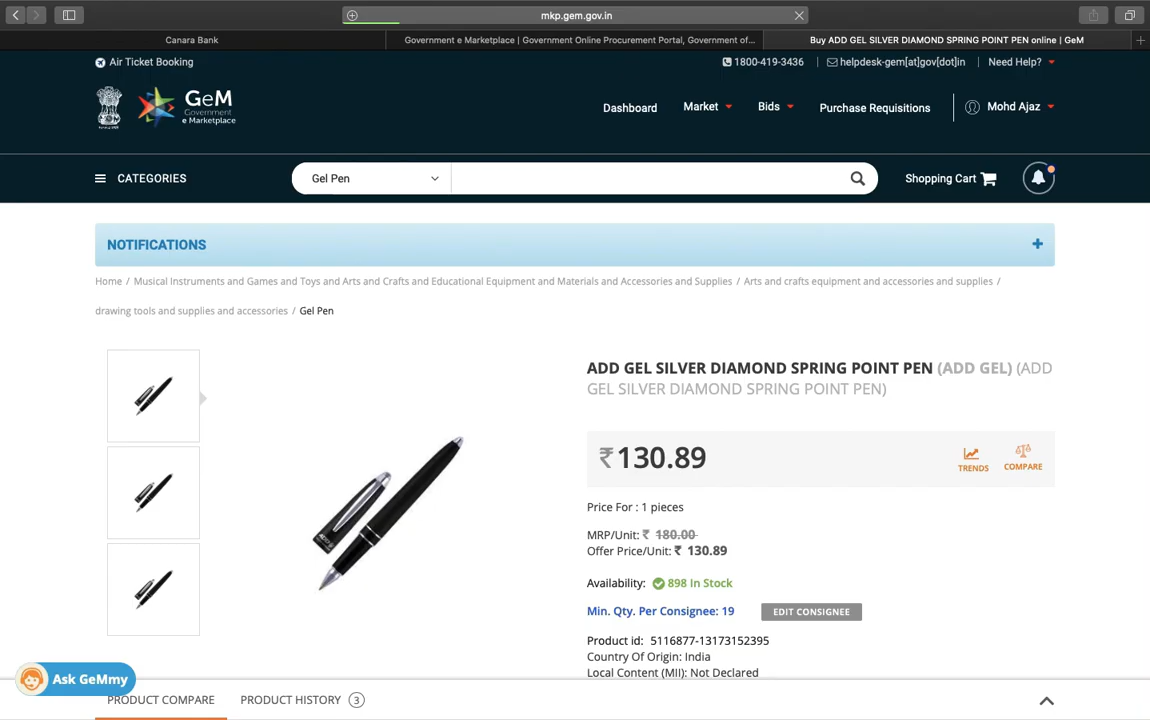 mkp.gem.gov.in
Canara Bank
Government e Marketplace | Government Online Procurement Portal, Government of...
Buy ADD GEL SILVER DIAMOND SPRING POINT PEN online | GeM
Air Ticket Booking
1800-419-3436
helpdesk-gem[at]gov[dot]in
Need Help?
GeM
Government
e Marketplace
Dashboard
Market
Bids
Purchase Requisitions
Mohd Ajaz
CATEGORIES
Gel Pen
Shopping Cart
NOTIFICATIONS
Home / Musical Instruments and Games and Toys and Arts and Crafts and Educational Equipment and Materials and Accessories and Supplies / Arts and crafts equipment and accessories and supplies /
drawing tools and supplies and accessories / Gel Pen
ADD GEL SILVER DIAMOND SPRING POINT PEN (ADD GEL) (ADD
GEL SILVER DIAMOND SPRING POINT PEN)
₹130.89
TRENDS
COMPARE
Price For : 1 pieces
MRP/Unit: ₹ 180.00
Offer Price/Unit: ₹ 130.89
Availability: 898 In Stock
Min. Qty. Per Consignee: 19
EDIT CONSIGNEE
Product id: 5116877-13173152395
Country Of Origin: India
Local Content (MII): Not Declared
Ask GeMmy
PRODUCT COMPARE
PRODUCT HISTORY 3